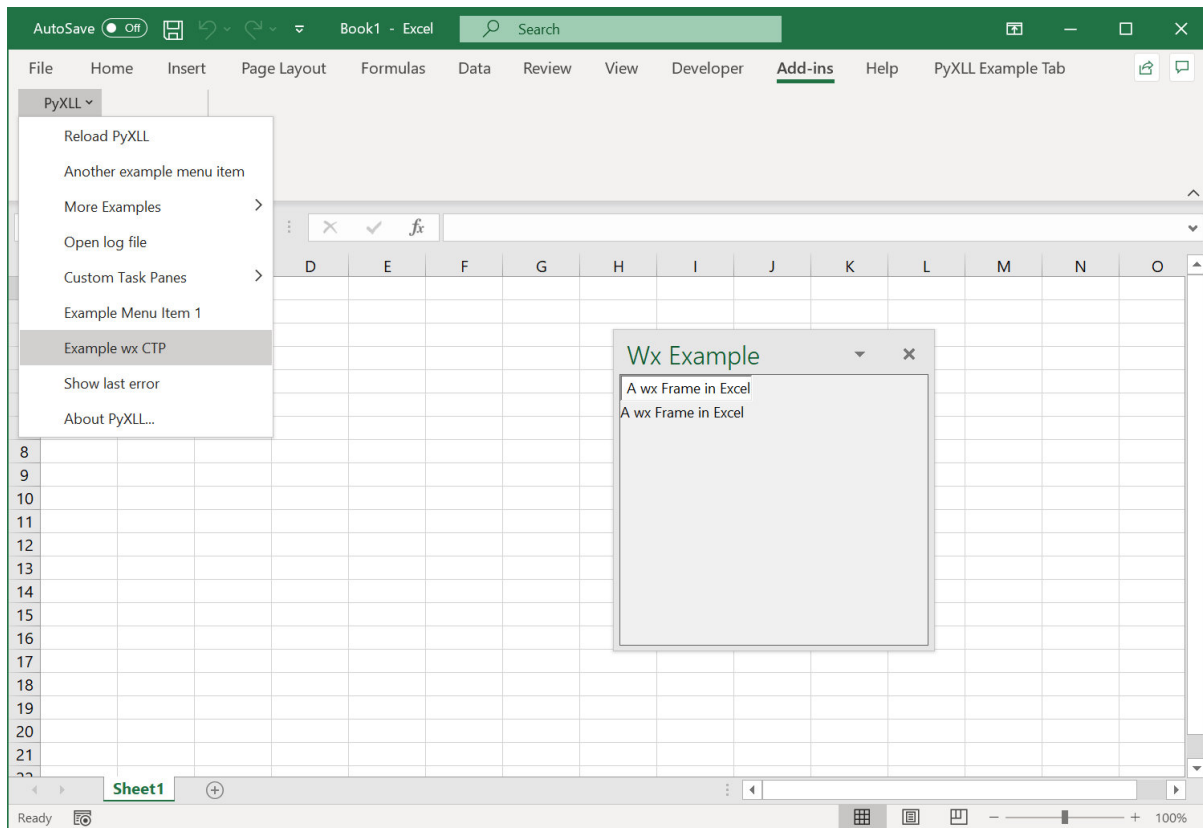 AutoSave Off Book1 - Excel Search
File Home Insert Page Layout Formulas Data Review View Developer Add-ins Help PyXLL Example Tab
PyXLL
Reload PyXLL
Another example menu item
More Examples
Open log file
Custom Task Panes
Example Menu Item 1
Example wx CTP
Show last error
About PyXLL...
fx
D E F G H I J K L M N O
Wx Example
A wx Frame in Excel
A wx Frame in Excel
8
9
10
11
12
13
14
15
16
17
18
19
20
21
Sheet1
Ready 100%